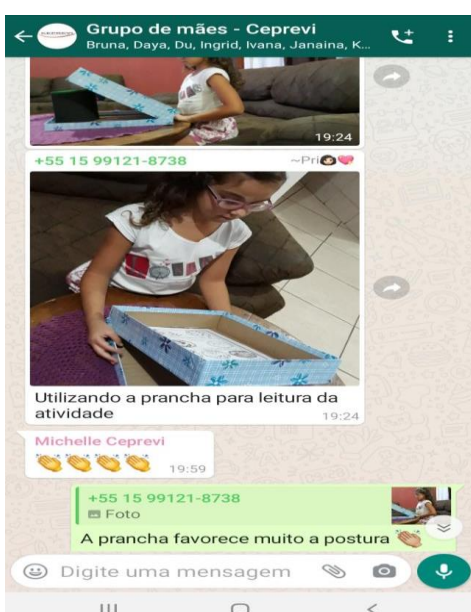 Grupo de mães - Ceprevi
Bruna, Daya, Du, Ingrid, Ivana, Janaina, K...
19:24
+55 15 99121-8738 ~Pri
Utilizando a prancha para leitura da
atividade
19:24
Michelle Ceprevi
19:59
+55 15 99121-8738
Foto
A prancha favorece muito a postura
Digite uma mensagem